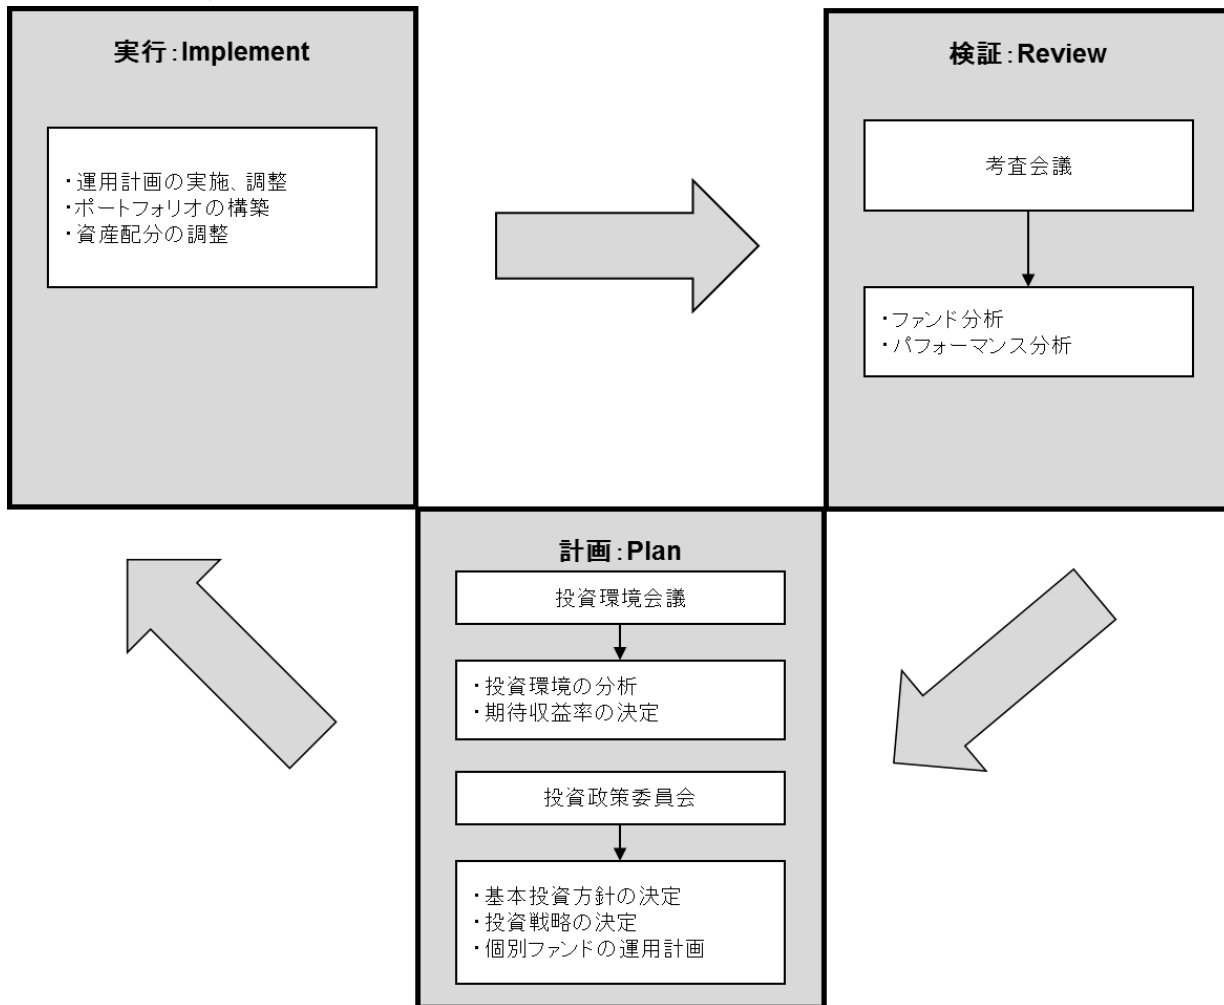 実行:Implement
・運用計画の実施、調整
・ポートフォリオの構築
・資産配分の調整
検証:Review
考査会議
・ファンド分析
・パフォーマンス分析
計画:Plan
投資環境会議
・投資環境の分析
・期待収益率の決定
投資政策委員会
・基本投資方針の決定
・投資戦略の決定
・個別ファンドの運用計画